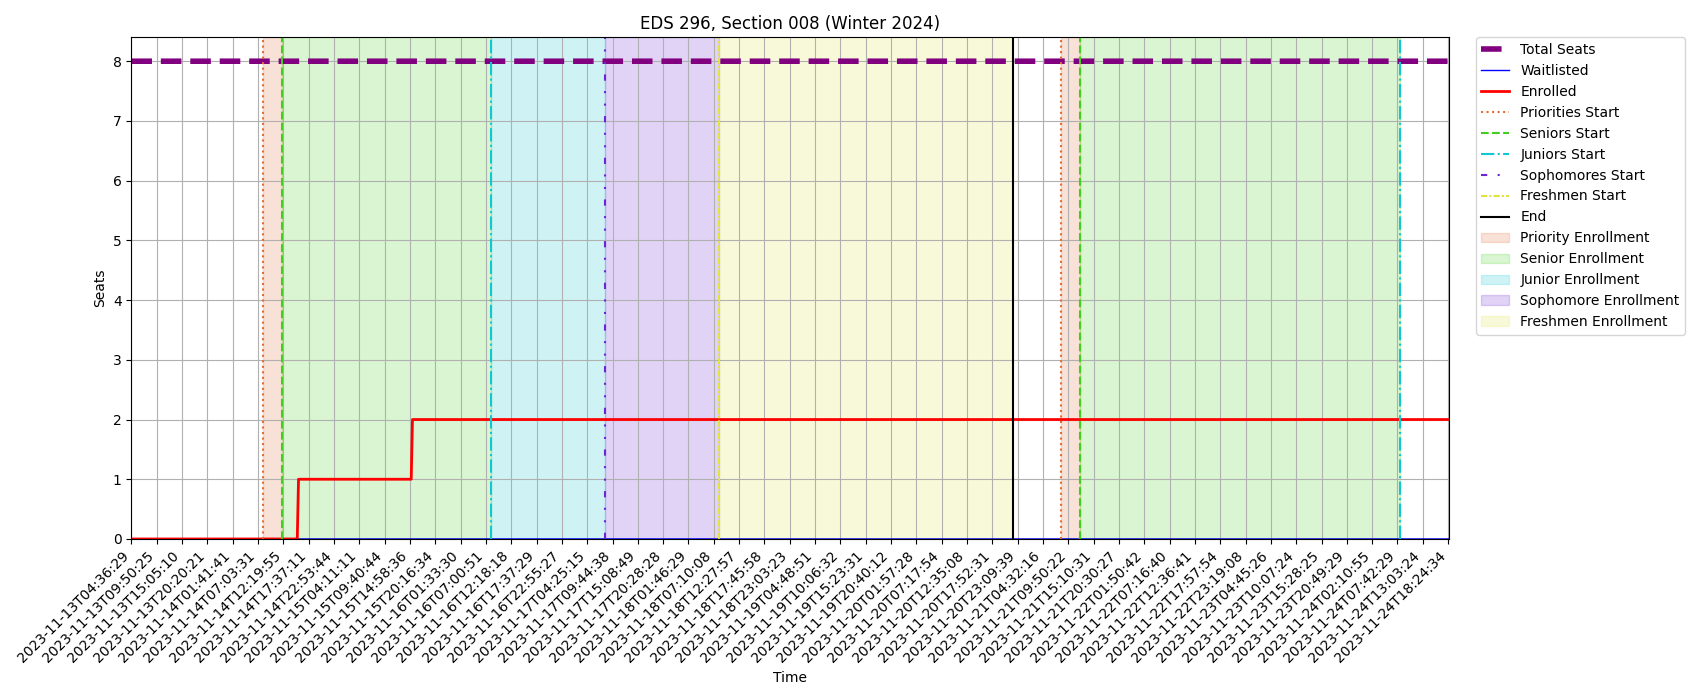 EDS 296, Section 008 (Winter 2024)
Seats
8
7
6
5
4
3
2
1
0
2023-11-13T04:36:29
2023-11-13T09:50:25
2023-11-13T15:05:10
2023-11-13T20:20:21
2023-11-14T01:41:41
2023-11-14T07:03:31
2023-11-14T12:19:55
2023-11-14T17:37:11
2023-11-14T22:53:44
2023-11-15T04:11:11
2023-11-15T09:40:44
2023-11-15T14:58:36
2023-11-15T20:16:34
2023-11-16T01:33:30
2023-11-16T07:00:51
2023-11-16T12:18:18
2023-11-16T17:37:29
2023-11-16T22:55:27
2023-11-17T04:25:15
2023-11-17T09:44:38
2023-11-17T15:08:49
2023-11-17T20:28:28
2023-11-18T01:46:29
2023-11-18T07:10:08
2023-11-18T12:27:57
2023-11-18T17:45:58
2023-11-18T23:03:23
2023-11-19T04:48:51
2023-11-19T10:06:32
2023-11-19T15:23:31
2023-11-19T20:40:12
2023-11-20T01:57:28
2023-11-20T07:17:54
2023-11-20T12:35:08
2023-11-20T17:52:31
2023-11-20T23:09:39
2023-11-21T04:32:16
2023-11-21T09:50:22
2023-11-21T15:10:31
2023-11-21T20:30:27
2023-11-22T01:50:42
2023-11-22T07:16:40
2023-11-22T12:36:41
2023-11-22T17:57:54
2023-11-22T23:19:08
2023-11-23T04:45:26
2023-11-23T10:07:24
2023-11-23T15:28:25
2023-11-23T20:49:29
2023-11-24T02:10:55
2023-11-24T07:42:29
2023-11-24T13:03:24
2023-11-24T18:24:34
Time
Total Seats
Waitlisted
Enrolled
Priorities Start
Seniors Start
Juniors Start
Sophomores Start
Freshmen Start
End
Priority Enrollment
Senior Enrollment
Junior Enrollment
Sophomore Enrollment
Freshmen Enrollment